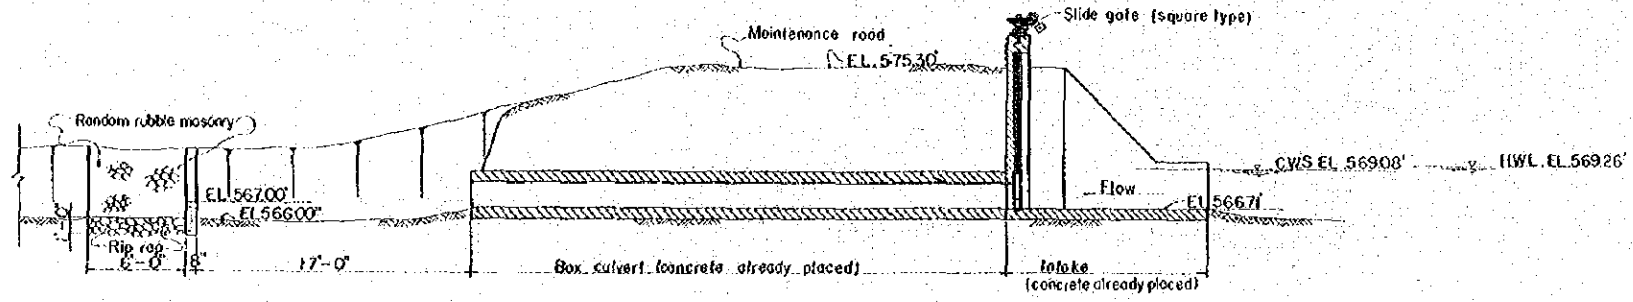 Slide gate (square type)
Maintenance road
EL. 575.30'
Random rubble masonry
CWS EL. 569.08'
HWL. EL. 569.26'
EL. 567.00'
EL 566.00"
Flow
EL 566.71'
Rip rap
6'-0"
8"
17'-0"
Box culvert (concrete already placed)
Intake
(concrete already placed)